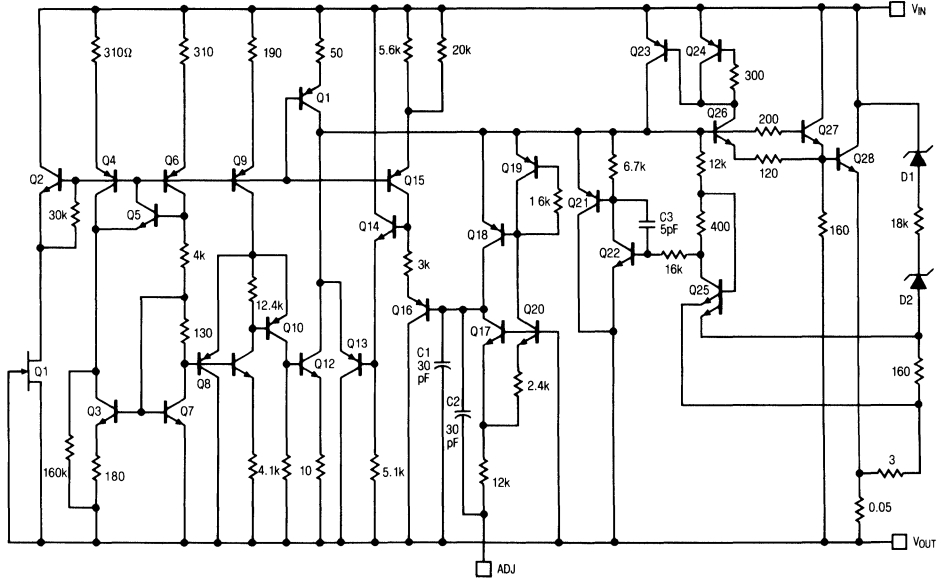 VIN
310Ω
310
190
50
5.6k
20k
Q23
Q24
300
Q1
Q26
200
Q27
Q2
Q4
Q6
Q9
Q15
Q19
6.7k
12k
120
Q28
D1
30k
Q5
Q14
1 6k
Q21
C3
5pF
400
18k
4k
3k
Q18
Q22
16k
160
Q25
D2
12.4k
Q16
130
Q10
Q17
Q20
Q8
Q12
Q13
C1
30
pF
Q1
2.4k
160
Q3
Q7
C2
30
pF
160k
180
4.1k
10
5.1k
12k
3
0.05
VOUT
ADJ